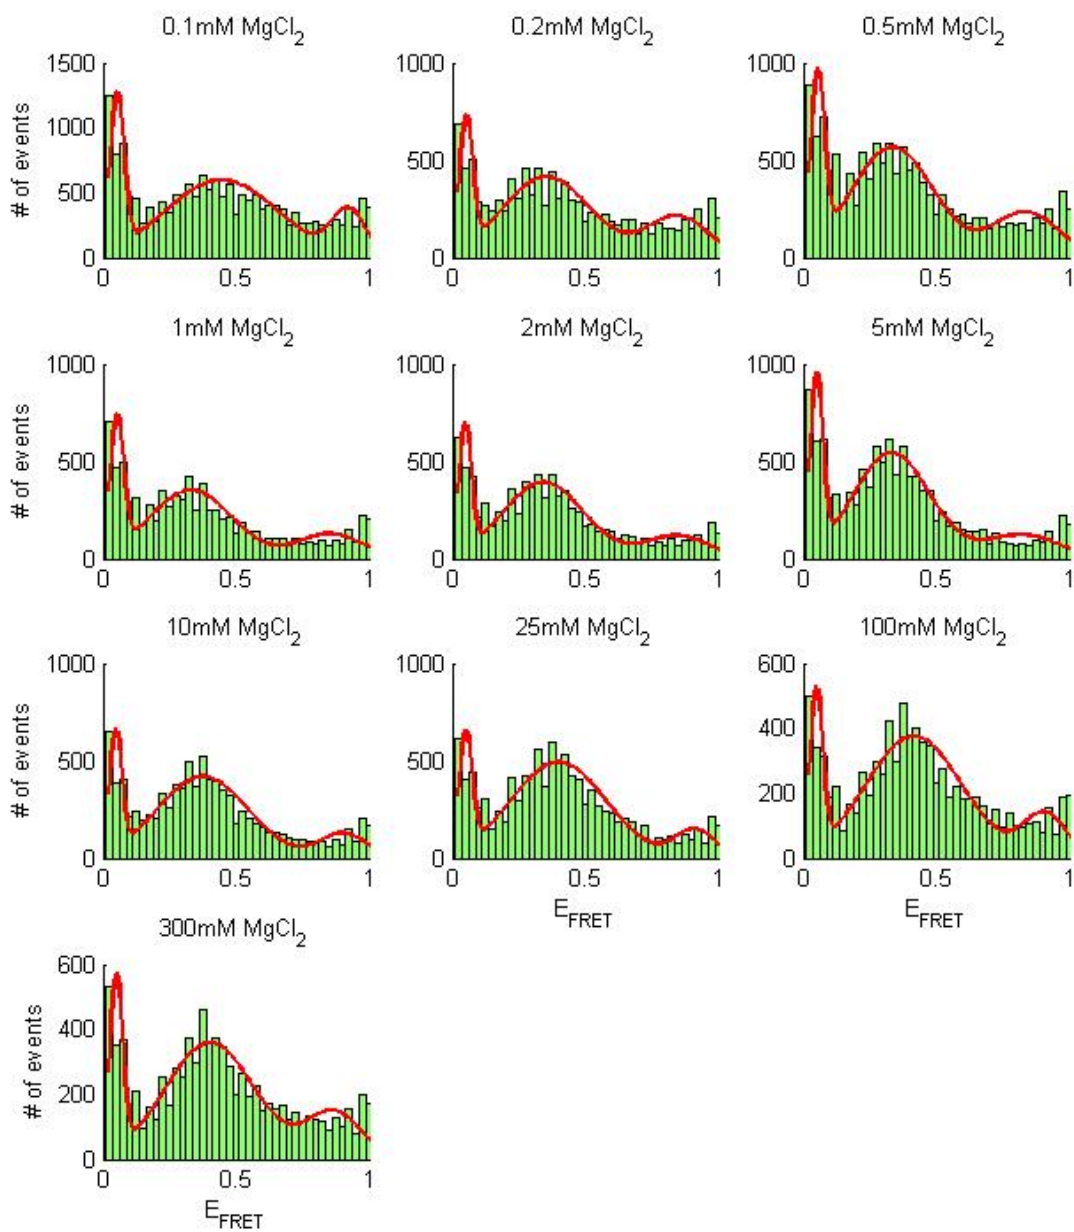 0.1mM MgCl₂ 0.2mM MgCl₂ 0.5mM MgCl₂
1500 1000 1000
# of events
1000
500 500 500
0 0 0
0 0.5 1 0 0.5 1 0 0.5 1
1mM MgCl₂ 2mM MgCl₂ 5mM MgCl₂
1000 1000 1000
# of events
500 500 500
0 0 0
0 0.5 1 0 0.5 1 0 0.5 1
10mM MgCl₂ 25mM MgCl₂ 100mM MgCl₂
1000 1000 600
# of events
400
500 500
200
0 0 0
0 0.5 1 0 0.5 1 0 0.5 1
E_FRET E_FRET
300mM MgCl₂
600
# of events
400
200
0
0 0.5 1
E_FRET